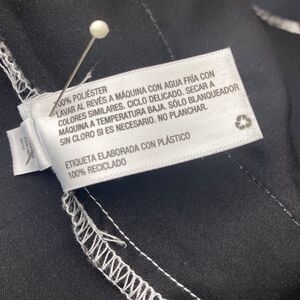 100% POLIÉSTER
LAVAR AL REVÉS A MÁQUINA CON AGUA FRÍA CON
COLORES SIMILARES. CICLO DELICADO. SECAR A
MÁQUINA A TEMPERATURA BAJA. SÓLO BLANQUEADOR
SIN CLORO SI ES NECESARIO. NO PLANCHAR.
ETIQUETA ELABORADA CON PLÁSTICO
100% RECICLADO